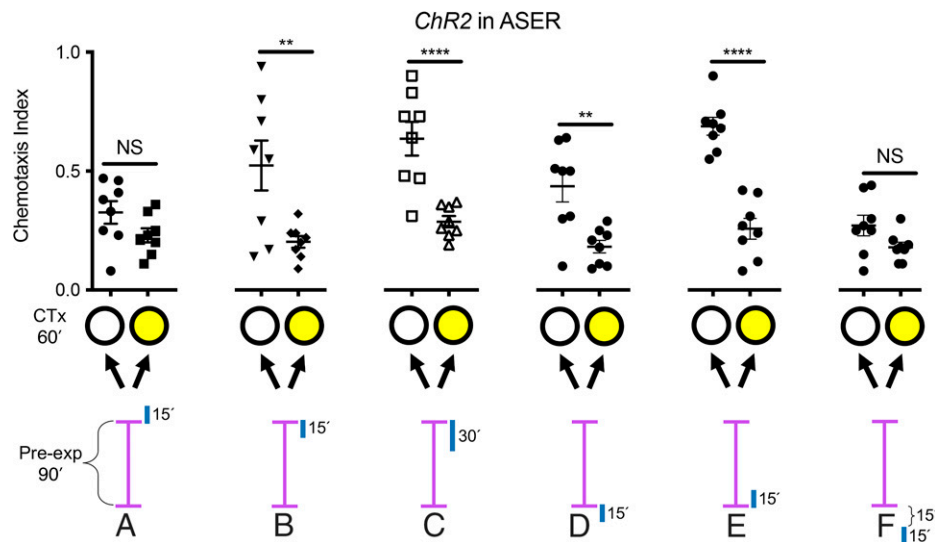 ChR2 in ASER
** **** ****
1.0
NS ** NS
Chemotaxis Index
0.5
0.0
CTx
60′
15′ 15′ 30′
Pre-exp
90′
15′ 15′ 15′
15′
A B C D E F